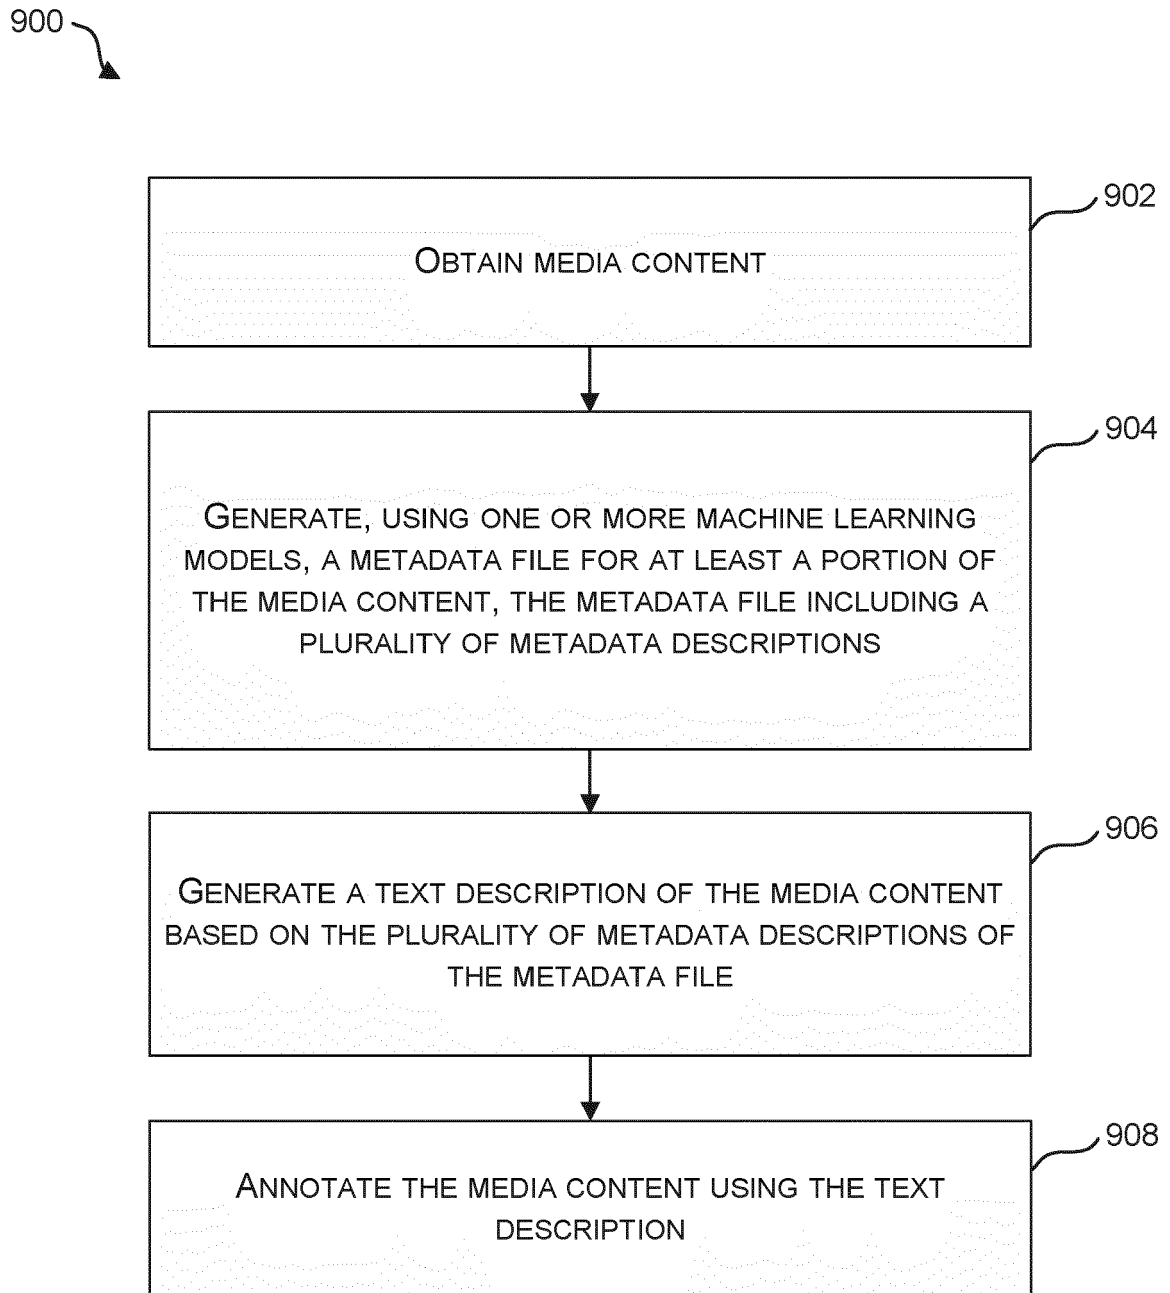 900
902
OBTAIN MEDIA CONTENT
904
GENERATE, USING ONE OR MORE MACHINE LEARNING
MODELS, A METADATA FILE FOR AT LEAST A PORTION OF
THE MEDIA CONTENT, THE METADATA FILE INCLUDING A
PLURALITY OF METADATA DESCRIPTIONS
906
GENERATE A TEXT DESCRIPTION OF THE MEDIA CONTENT
BASED ON THE PLURALITY OF METADATA DESCRIPTIONS OF
THE METADATA FILE
908
ANNOTATE THE MEDIA CONTENT USING THE TEXT
DESCRIPTION